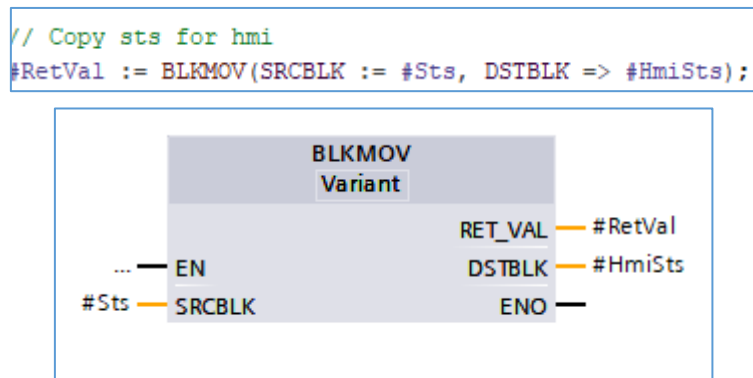 // Copy sts for hmi
#RetVal := BLKMOV(SRCBLK := #Sts, DSTBLK => #HmiSts);
BLKMOV
Variant
RET_VAL #RetVal
... EN DSTBLK #HmiSts
#Sts SRCBLK ENO